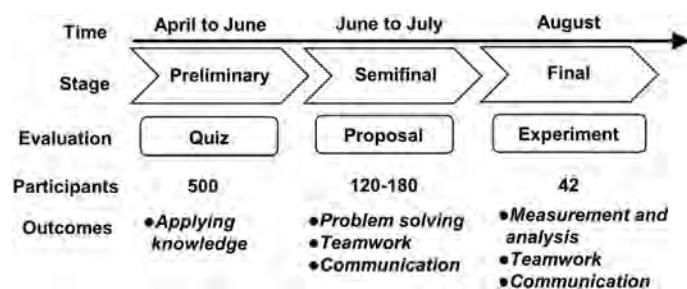 Time April to June June to July August
Stage Preliminary Semifinal Final
Evaluation Quiz Proposal Experiment
Participants 500 120-180 42
Outcomes ●Applying knowledge ●Problem solving ●Teamwork ●Communication ●Measurement and analysis ●Teamwork ●Communication